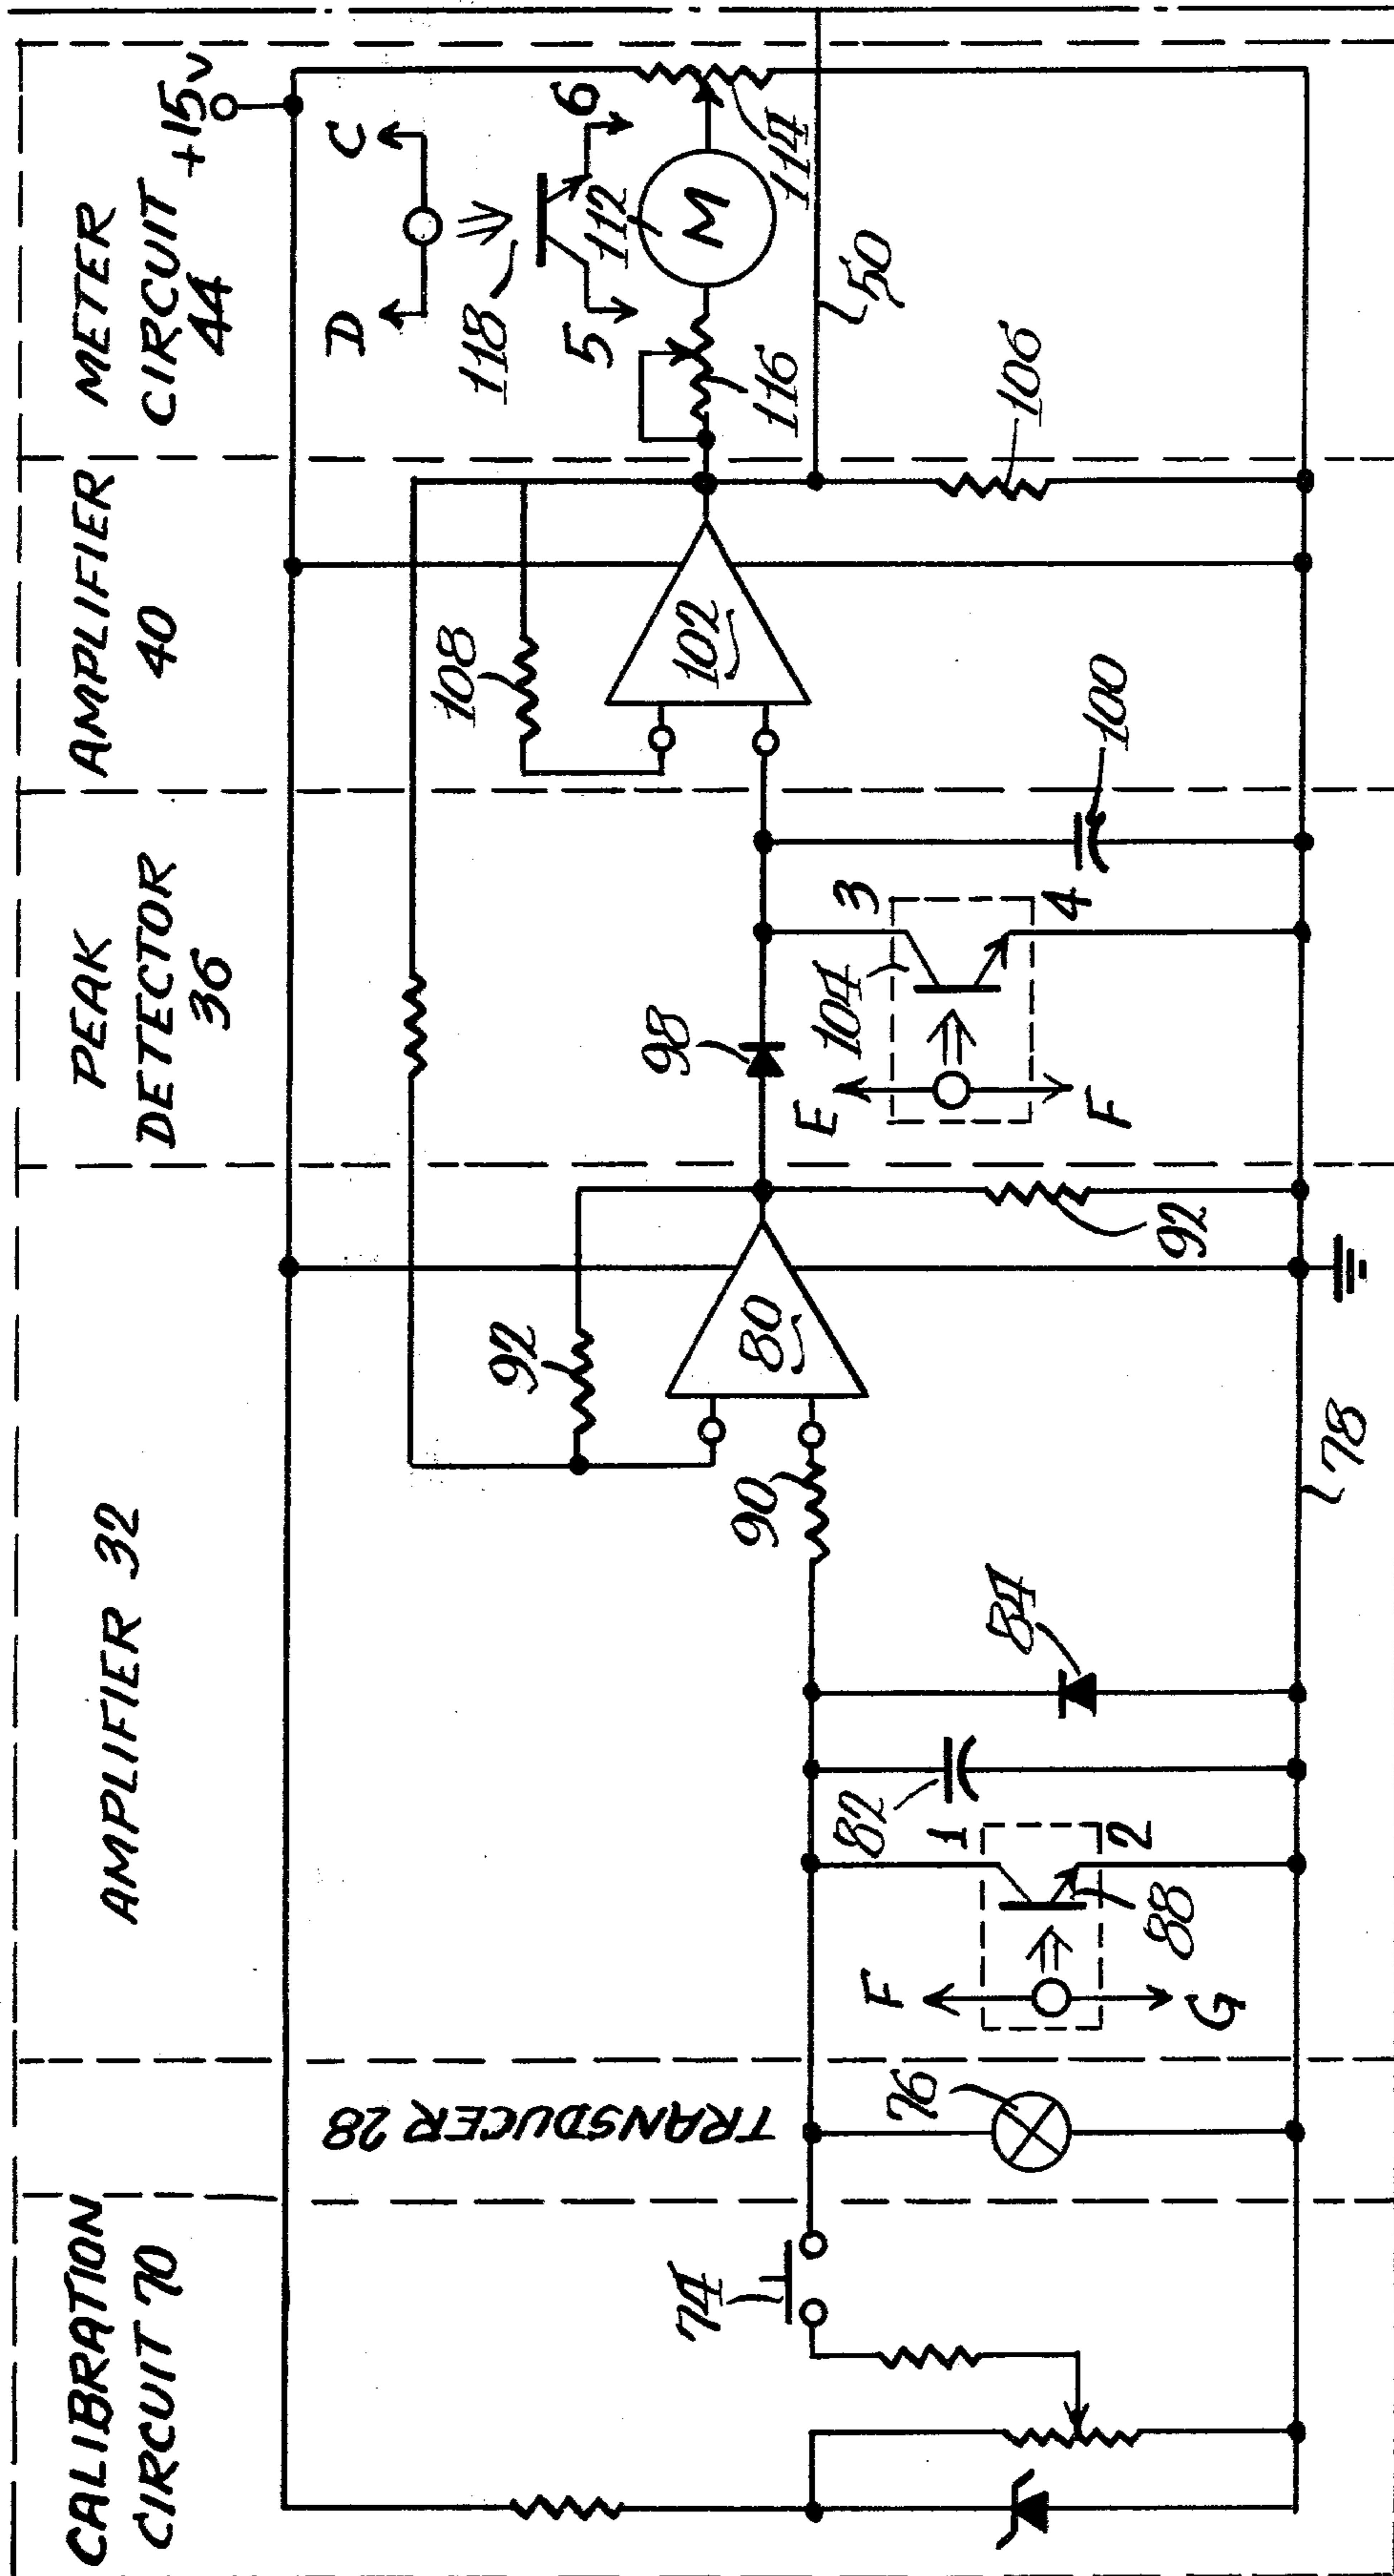 CALIBRATION
CIRCUIT 70
TRANSDUCER 28
AMPLIFIER 32
PEAK
DETECTOR
36
AMPLIFIER
40
METER
CIRCUIT
44
+15V
74
76
F
G
1
2
88
82
84
90
80
92
92
78
98
E
F
104
3
4
100
108
102
106
50
D
C
118
5
6
112
M
114
116